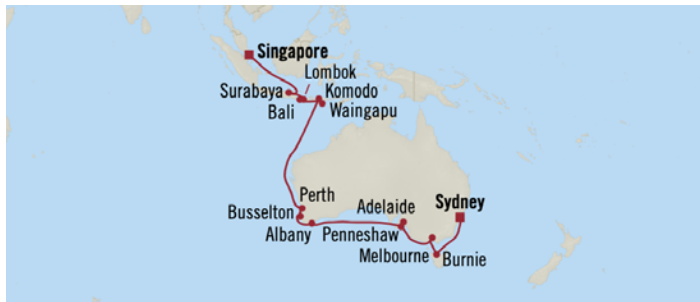 Singapore
Lombok
Surabaya
Komodo
Bali
Waingapu
Perth
Busselton
Adelaide
Sydney
Albany
Penneshaw
Melbourne
Burnie